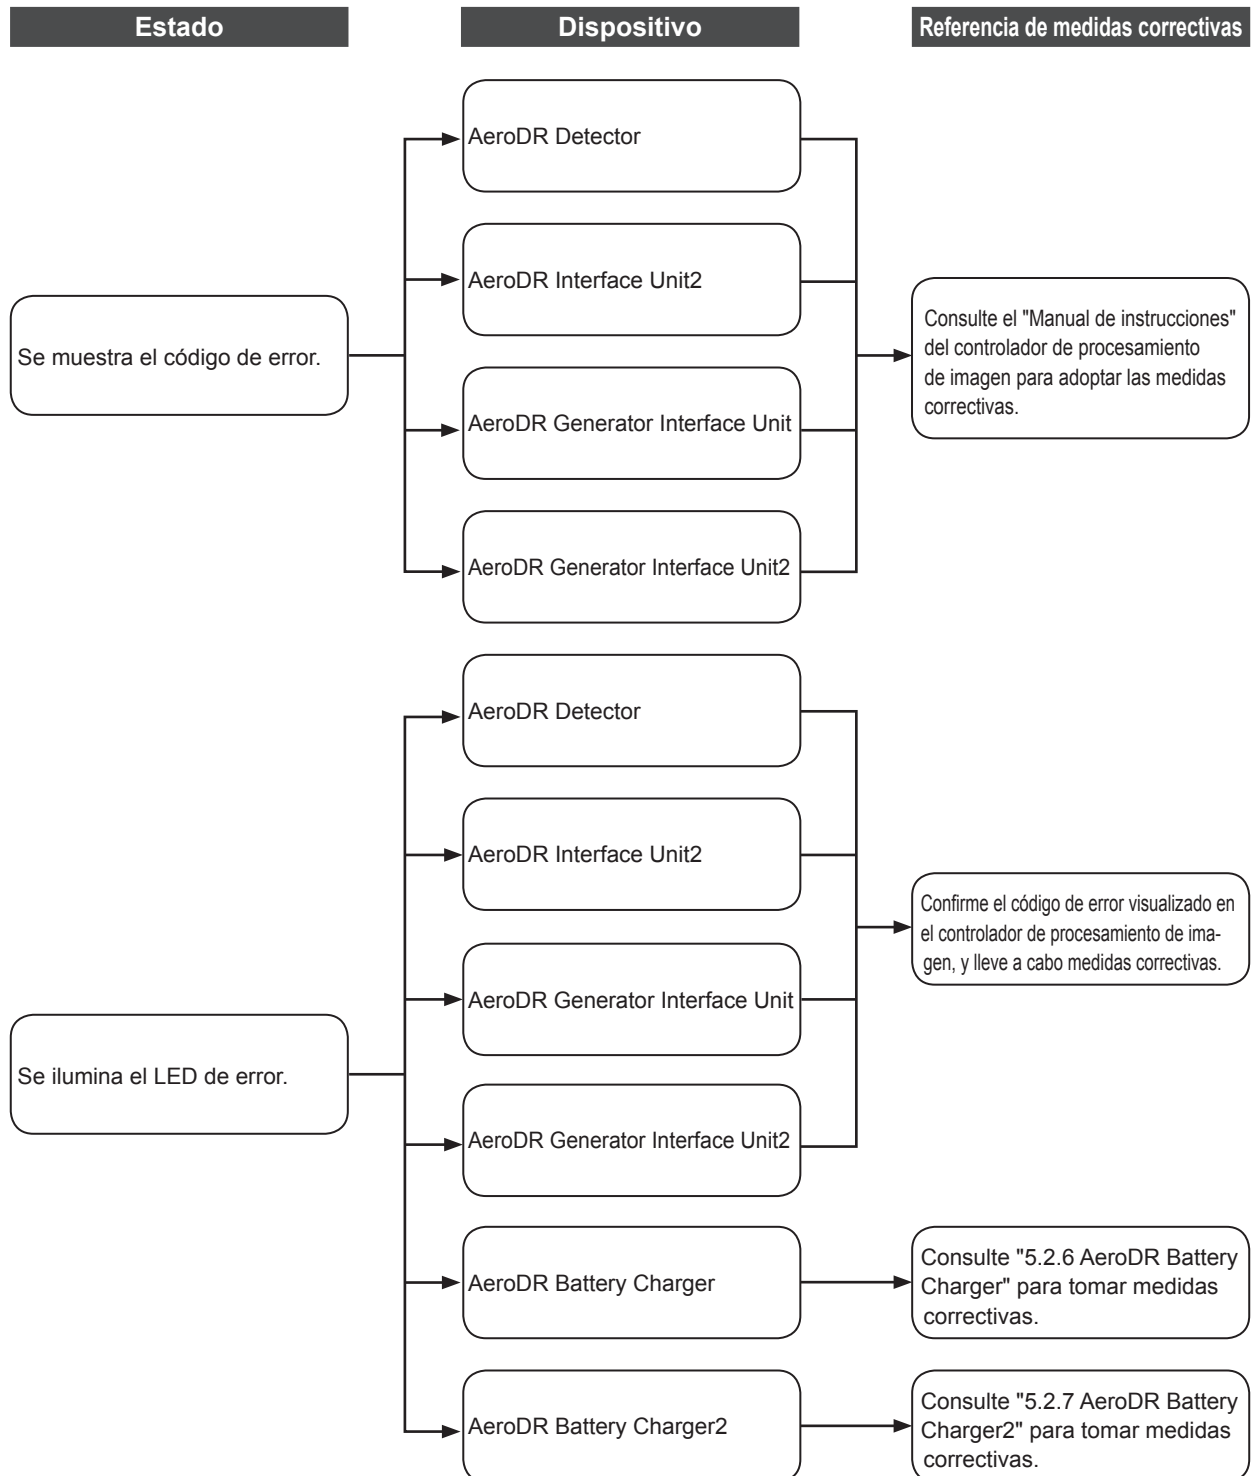 Estado
Dispositivo
Referencia de medidas correctivas
Se muestra el código de error.
AeroDR Detector
AeroDR Interface Unit2
AeroDR Generator Interface Unit
AeroDR Generator Interface Unit2
Consulte el "Manual de instrucciones"
del controlador de procesamiento
de imagen para adoptar las medidas
correctivas.
Se ilumina el LED de error.
AeroDR Detector
AeroDR Interface Unit2
AeroDR Generator Interface Unit
AeroDR Generator Interface Unit2
Confirme el código de error visualizado en
el controlador de procesamiento de ima-
gen, y lleve a cabo medidas correctivas.
AeroDR Battery Charger
Consulte "5.2.6 AeroDR Battery
Charger" para tomar medidas
correctivas.
AeroDR Battery Charger2
Consulte "5.2.7 AeroDR Battery
Charger2" para tomar medidas
correctivas.